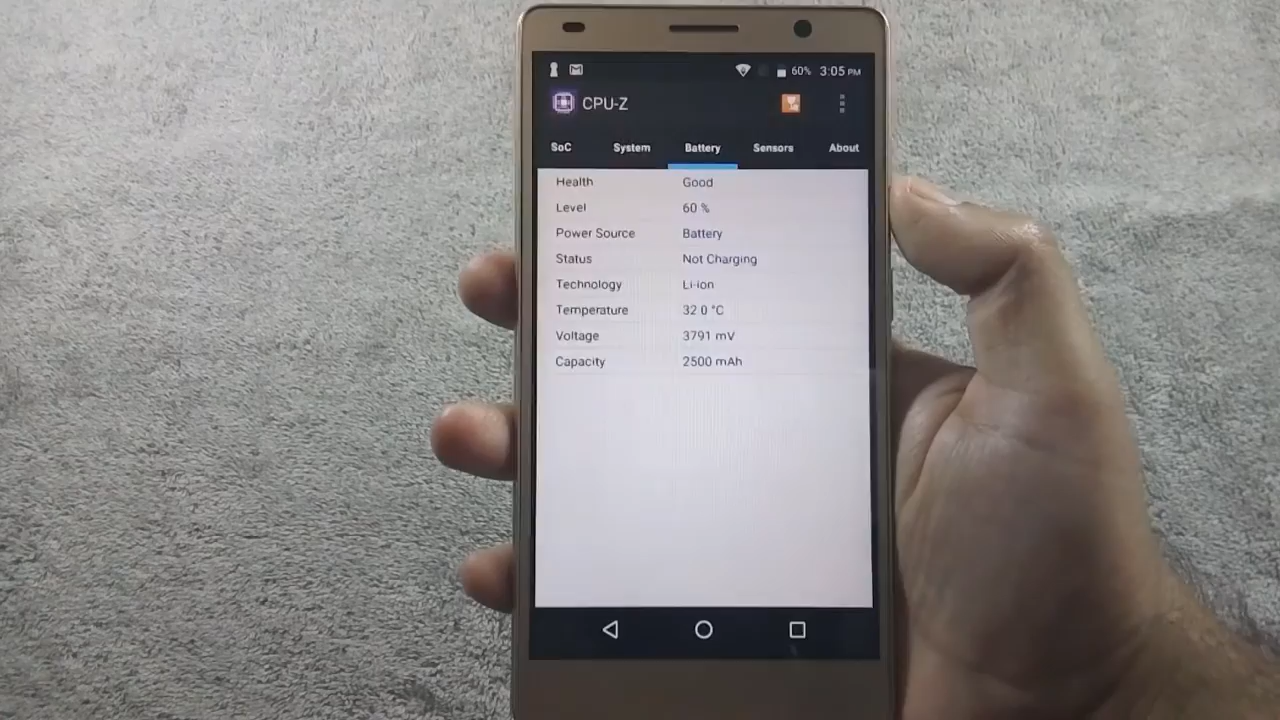 60% 3:05 PM
CPU-Z
SoC System Battery Sensors About
Health Good
Level 60 %
Power Source Battery
Status Not Charging
Technology Li-ion
Temperature 32.0 °C
Voltage 3791 mV
Capacity 2500 mAh